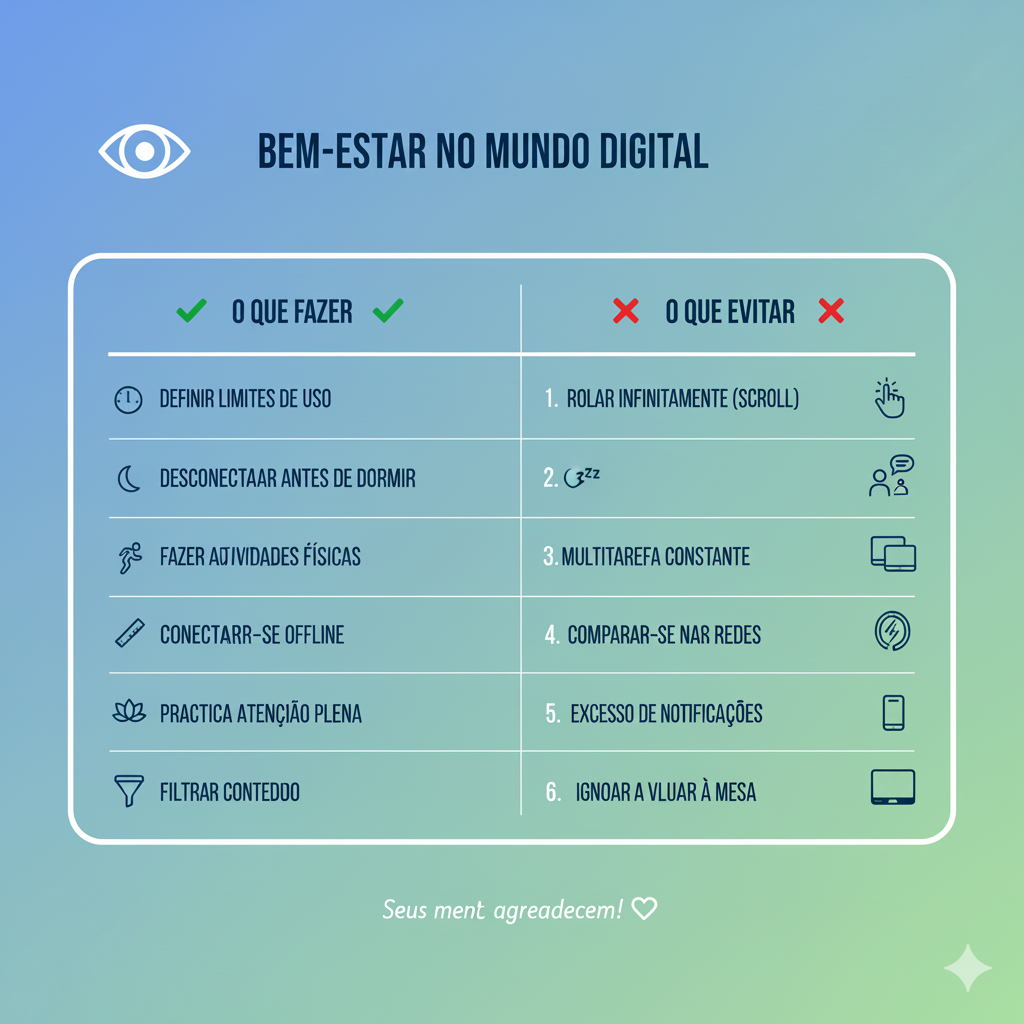 BEM-ESTAR NO MUNDO DIGITAL
O QUE FAZER
O QUE EVITAR
DEFINIR LIMITES DE USO
1. ROLAR INFINITAMENTE (SCROLL)
DESCONECTAAR ANTES DE DORMIR
2. zzz
FAZER ATIVIDADES FÍSICAS
3. MULTITAREFA CONSTANTE
CONECTARR-SE OFFLINE
4. COMPARAR-SE NAR REDES
PRACTICA ATENÇIÃO PLENA
5. EXCESSO DE NOTIFICAÇÕES
FILTRAR CONTEDDO
6. IGNOAR A VLUAR À MESA
Seus ment agreadecem!